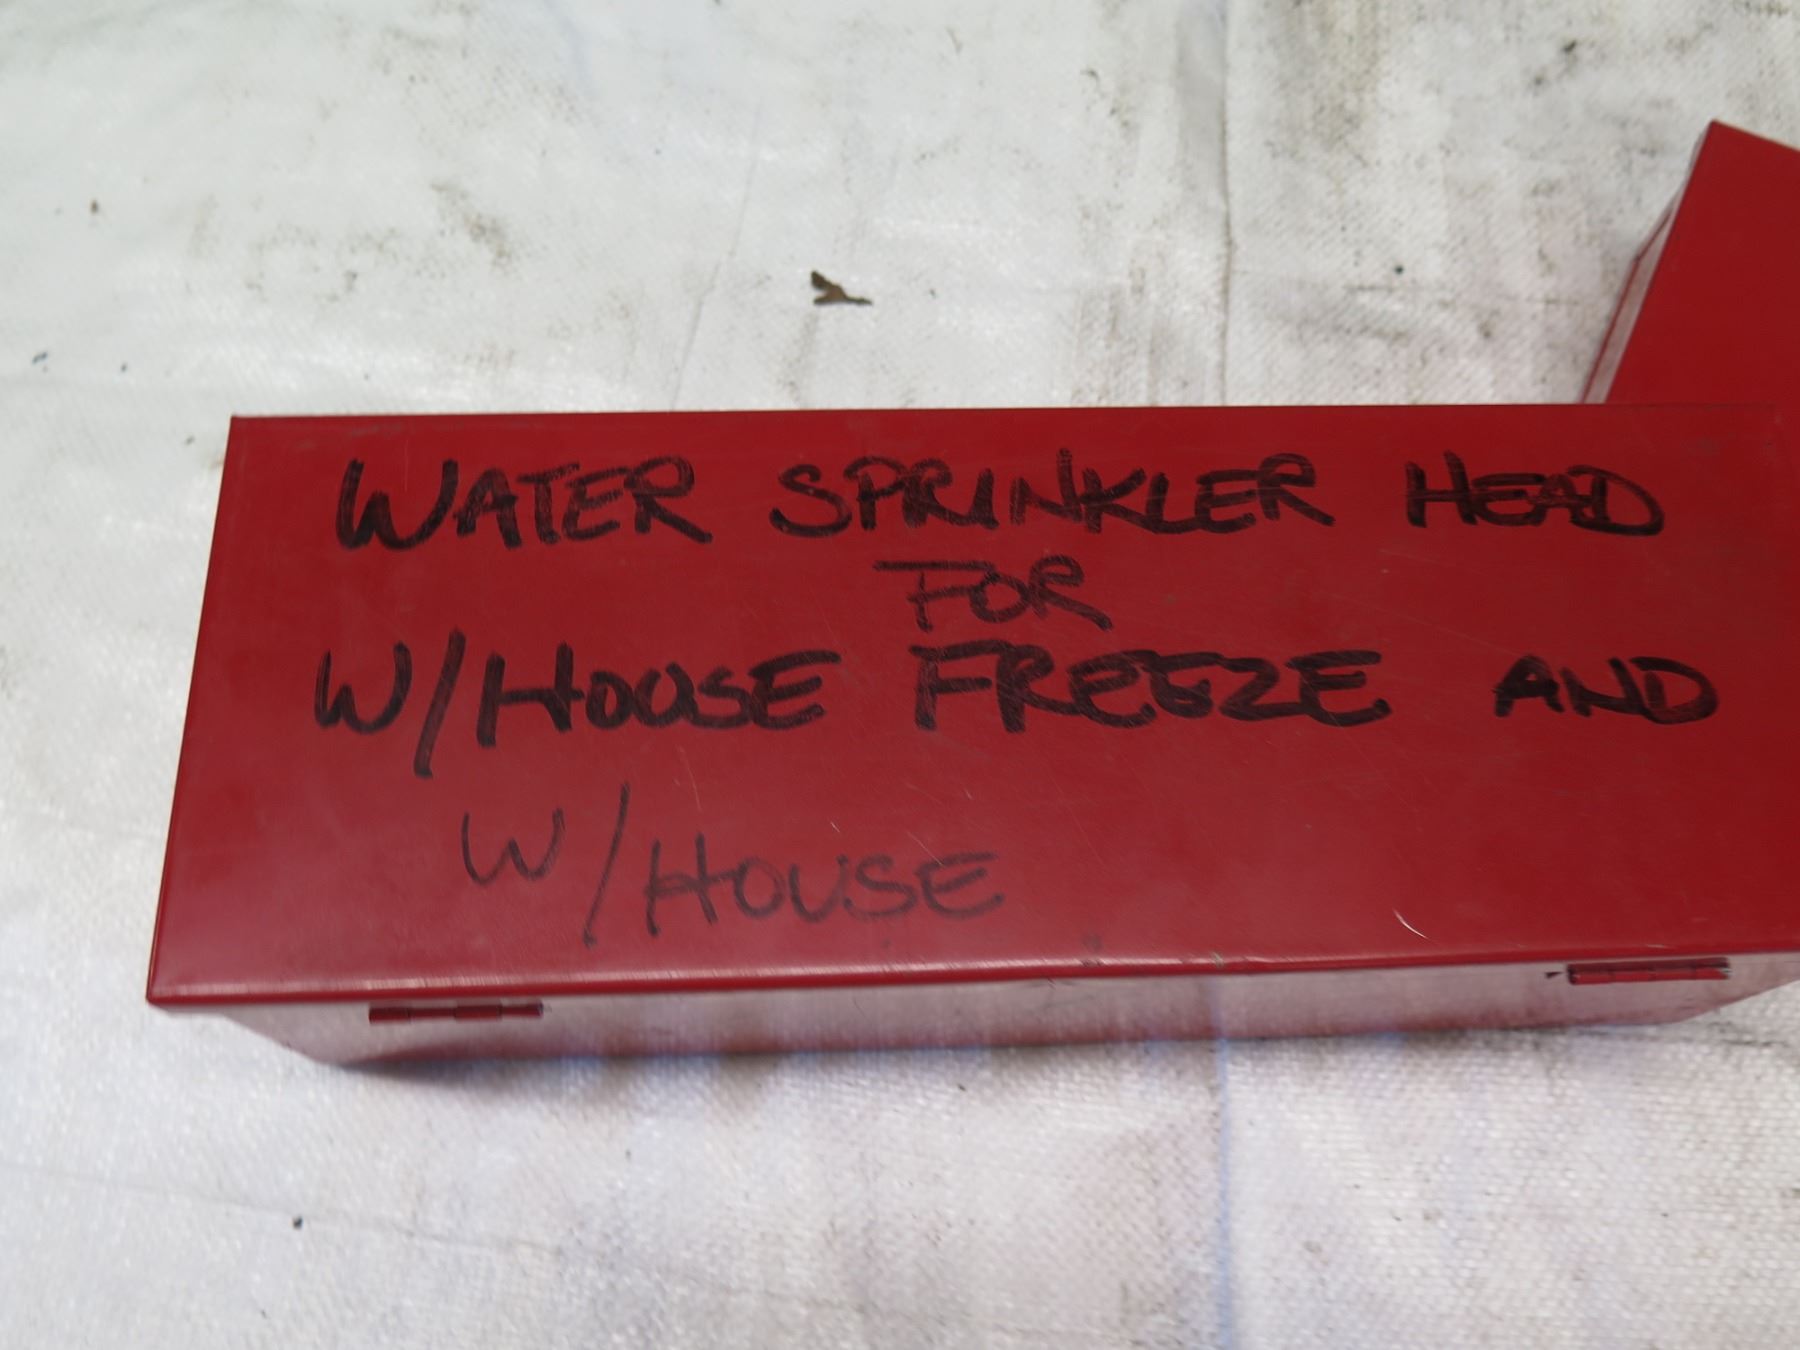 WATER SPRINKLER HEAD
FOR
W/HOUSE FREEZE AND
W/HOUSE